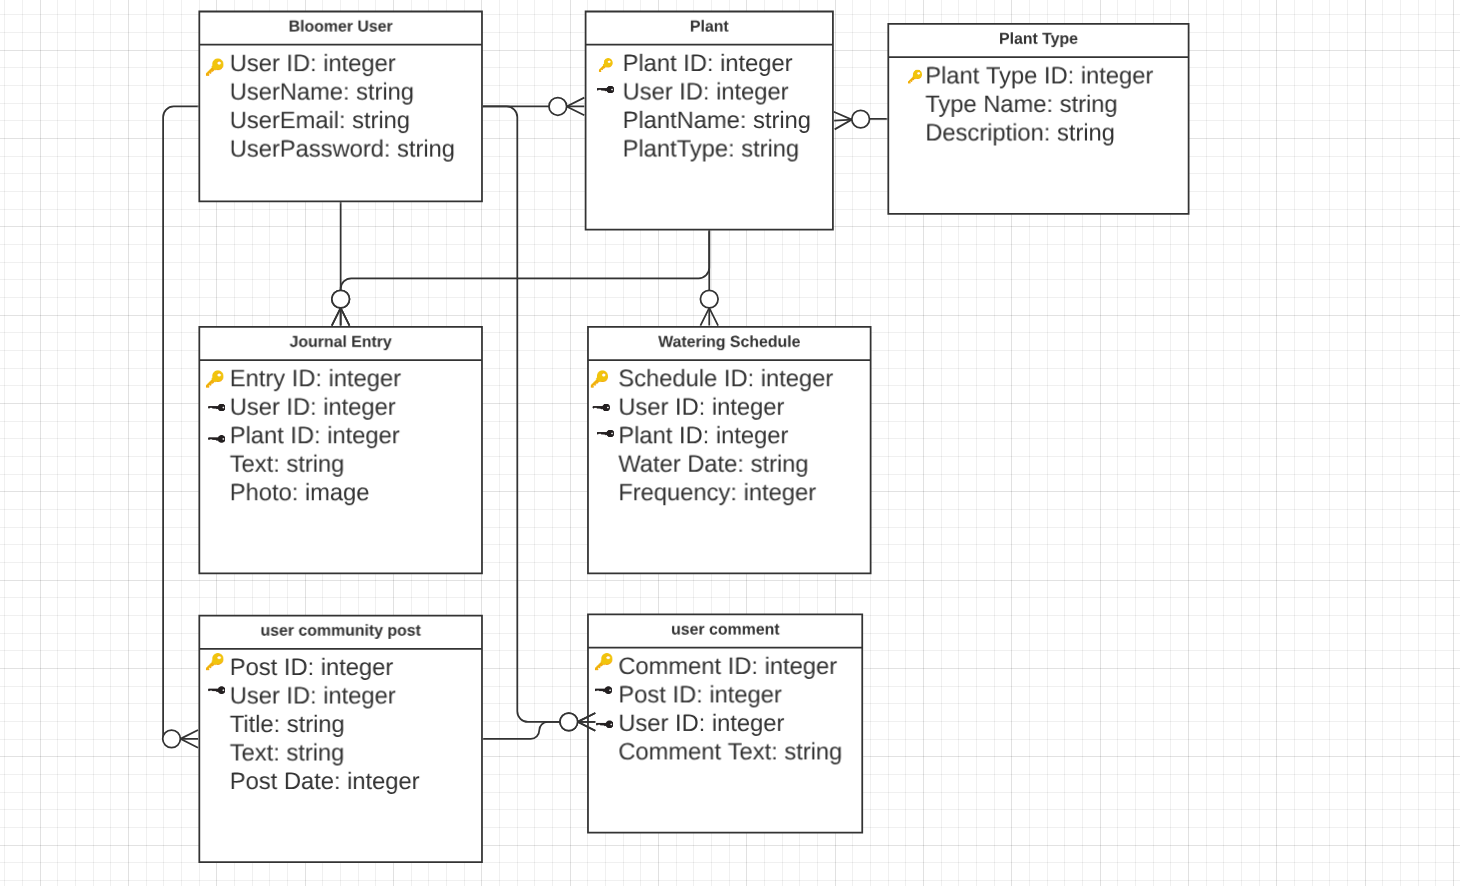 Bloomer User
User ID: integer
UserName: string
UserEmail: string
UserPassword: string
Plant
Plant ID: integer
User ID: integer
PlantName: string
PlantType: string
Plant Type
Plant Type ID: integer
Type Name: string
Description: string
Journal Entry
Entry ID: integer
User ID: integer
Plant ID: integer
Text: string
Photo: image
Watering Schedule
Schedule ID: integer
User ID: integer
Plant ID: integer
Water Date: string
Frequency: integer
user community post
Post ID: integer
User ID: integer
Title: string
Text: string
Post Date: integer
user comment
Comment ID: integer
Post ID: integer
User ID: integer
Comment Text: string